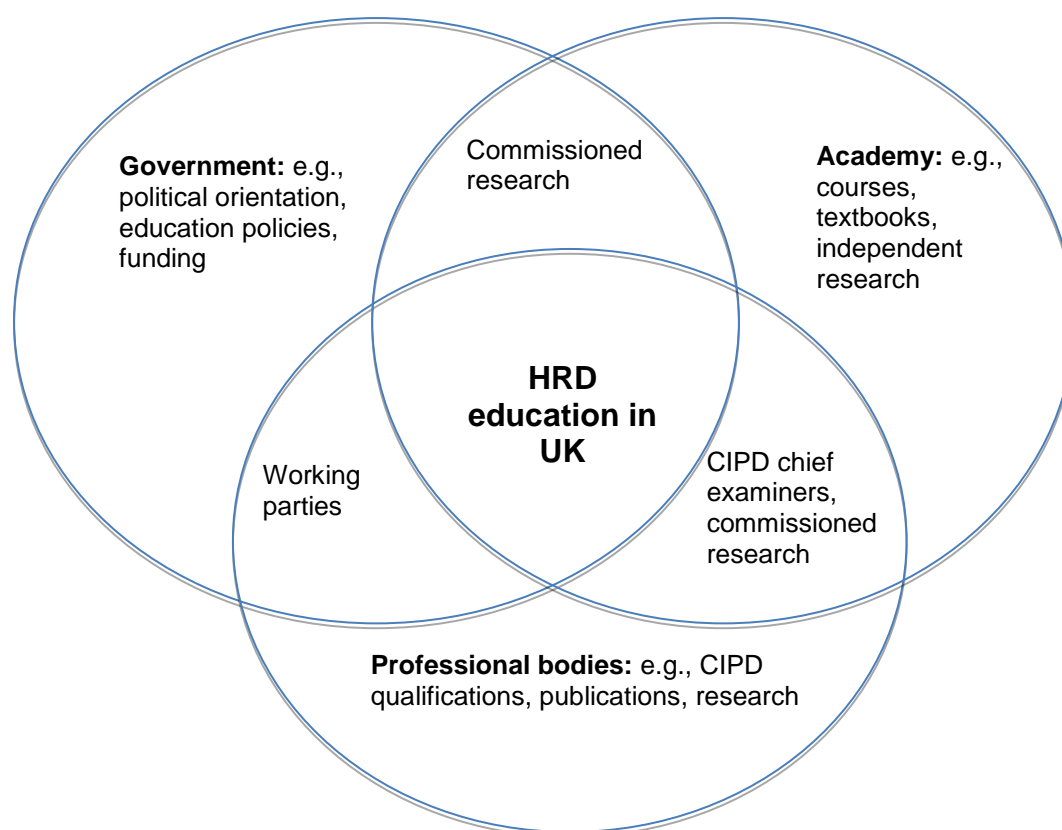 Government: e.g.,
political orientation,
education policies,
funding
Commissioned
research
Academy: e.g.,
courses,
textbooks,
independent
research
HRD
education in
UK
Working
parties
CIPD chief
examiners,
commissioned
research
Professional bodies: e.g., CIPD
qualifications, publications, research